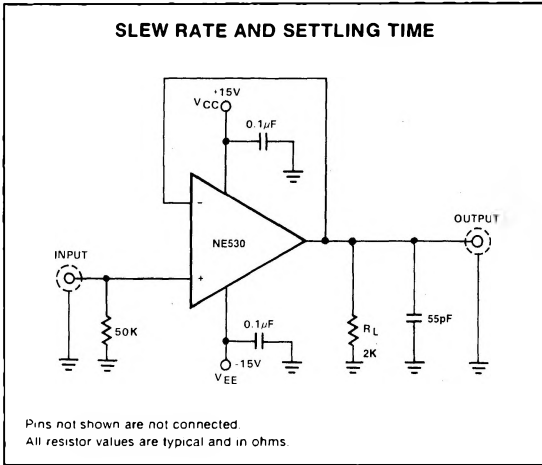 SLEW RATE AND SETTLING TIME
+15V
VCC
0.1µF
−
NE530
OUTPUT
INPUT
+
50K
0.1µF
-15V
VEE
RL
2K
55pF
Pins not shown are not connected.
All resistor values are typical and in ohms.